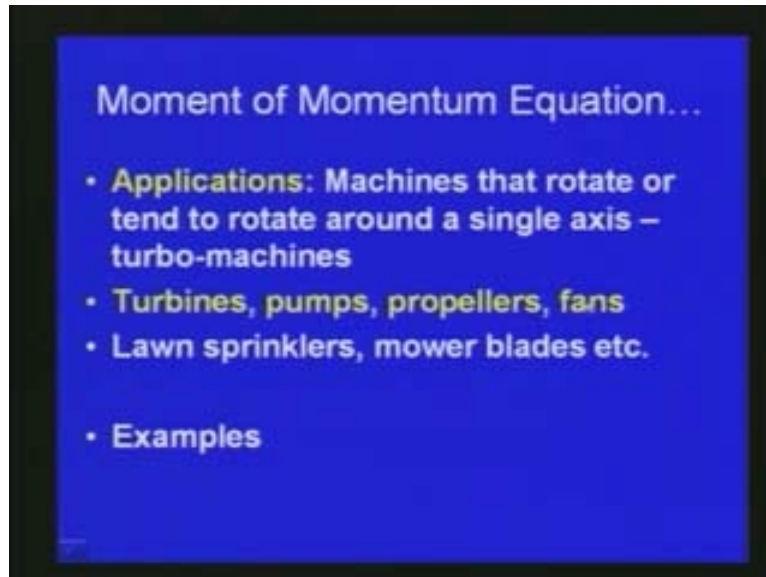 Moment of Momentum Equation...
• Applications: Machines that rotate or
tend to rotate around a single axis –
turbo-machines
• Turbines, pumps, propellers, fans
• Lawn sprinklers, mower blades etc.
• Examples